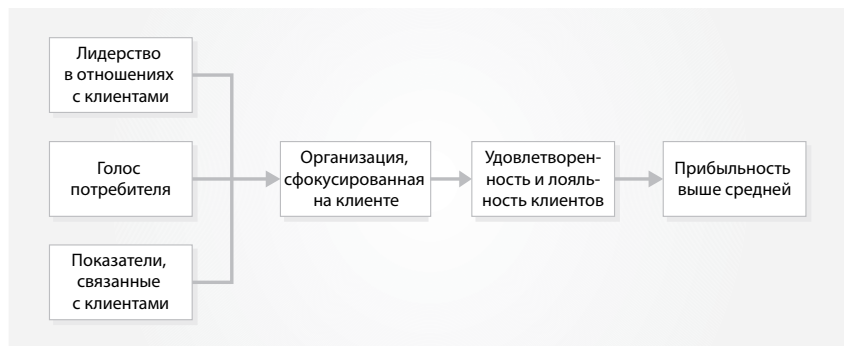 Лидерство
в отношениях
с клиентами
Голос
потребителя
Показатели,
связанные
с клиентами
Организация,
сфокусированная
на клиенте
Удовлетворен-
ность и лояль-
ность клиентов
Прибыльность
выше средней